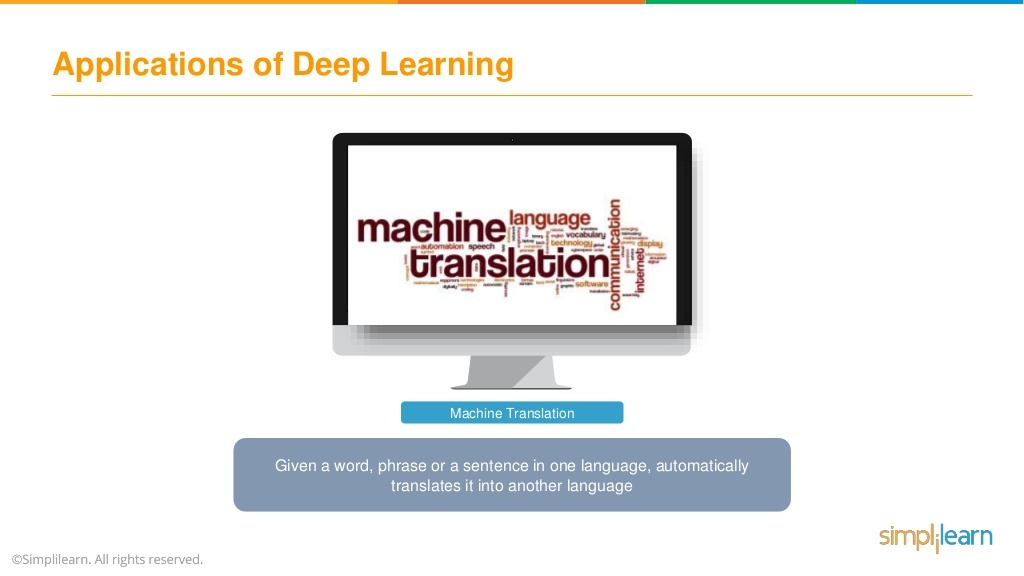 Applications of Deep Learning
machine
language
translation
communication
automation speech
vocabulary
technology
display
internet
software
Machine Translation
Given a word, phrase or a sentence in one language, automatically
translates it into another language
simplilearn
©Simplilearn. All rights reserved.